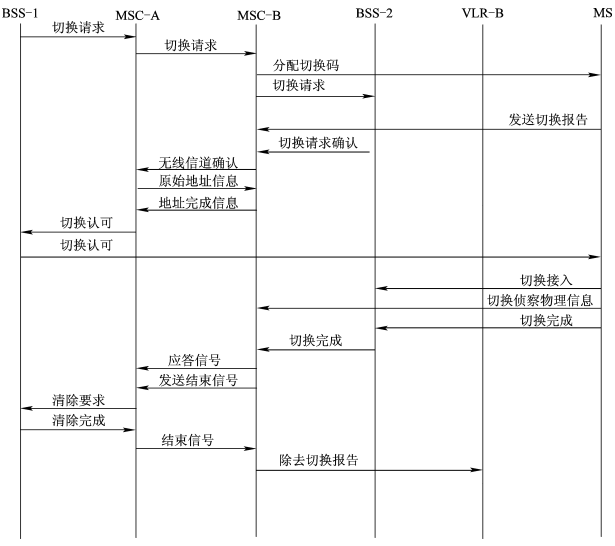 BSS-1 MSC-A MSC-B BSS-2 VLR-B MS
切换请求
切换请求
分配切换码
切换请求
发送切换报告
切换请求确认
无线信道确认
原始地址信息
地址完成信息
切换认可
切换认可
切换接入
切换侦察物理信息
切换完成
切换完成
应答信号
发送结束信号
清除要求
清除完成
结束信号
除去切换报告